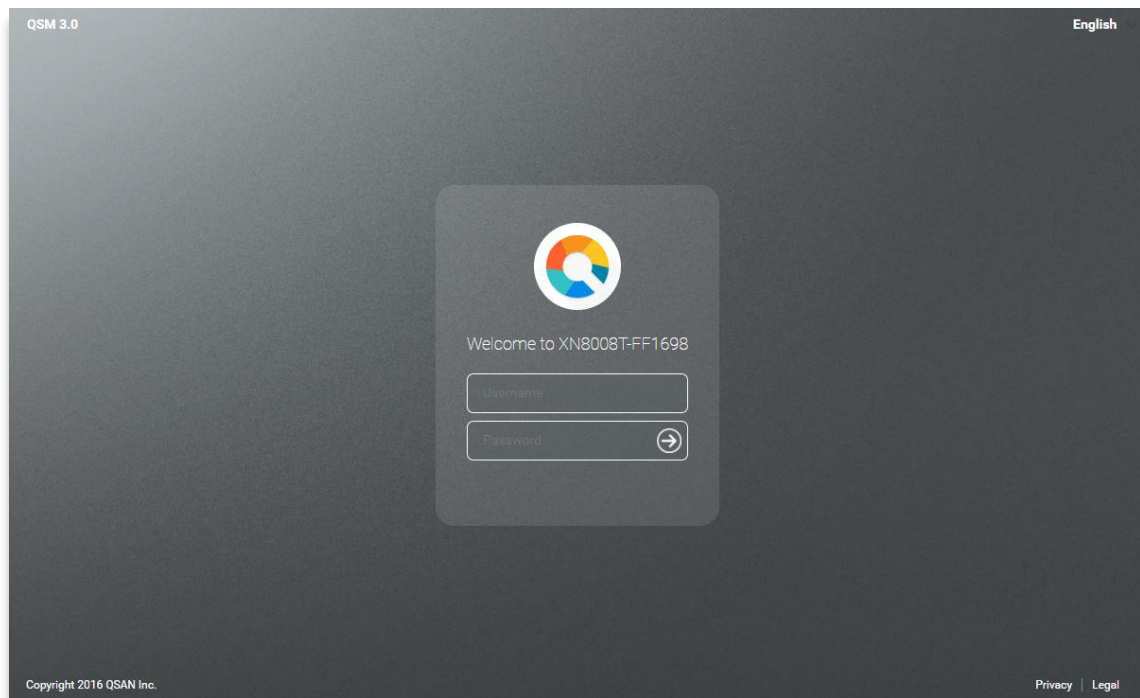 QSM 3.0
English
Welcome to XN8008T-FF1698
Username
Password
Copyright 2016 QSAN Inc.
Privacy | Legal